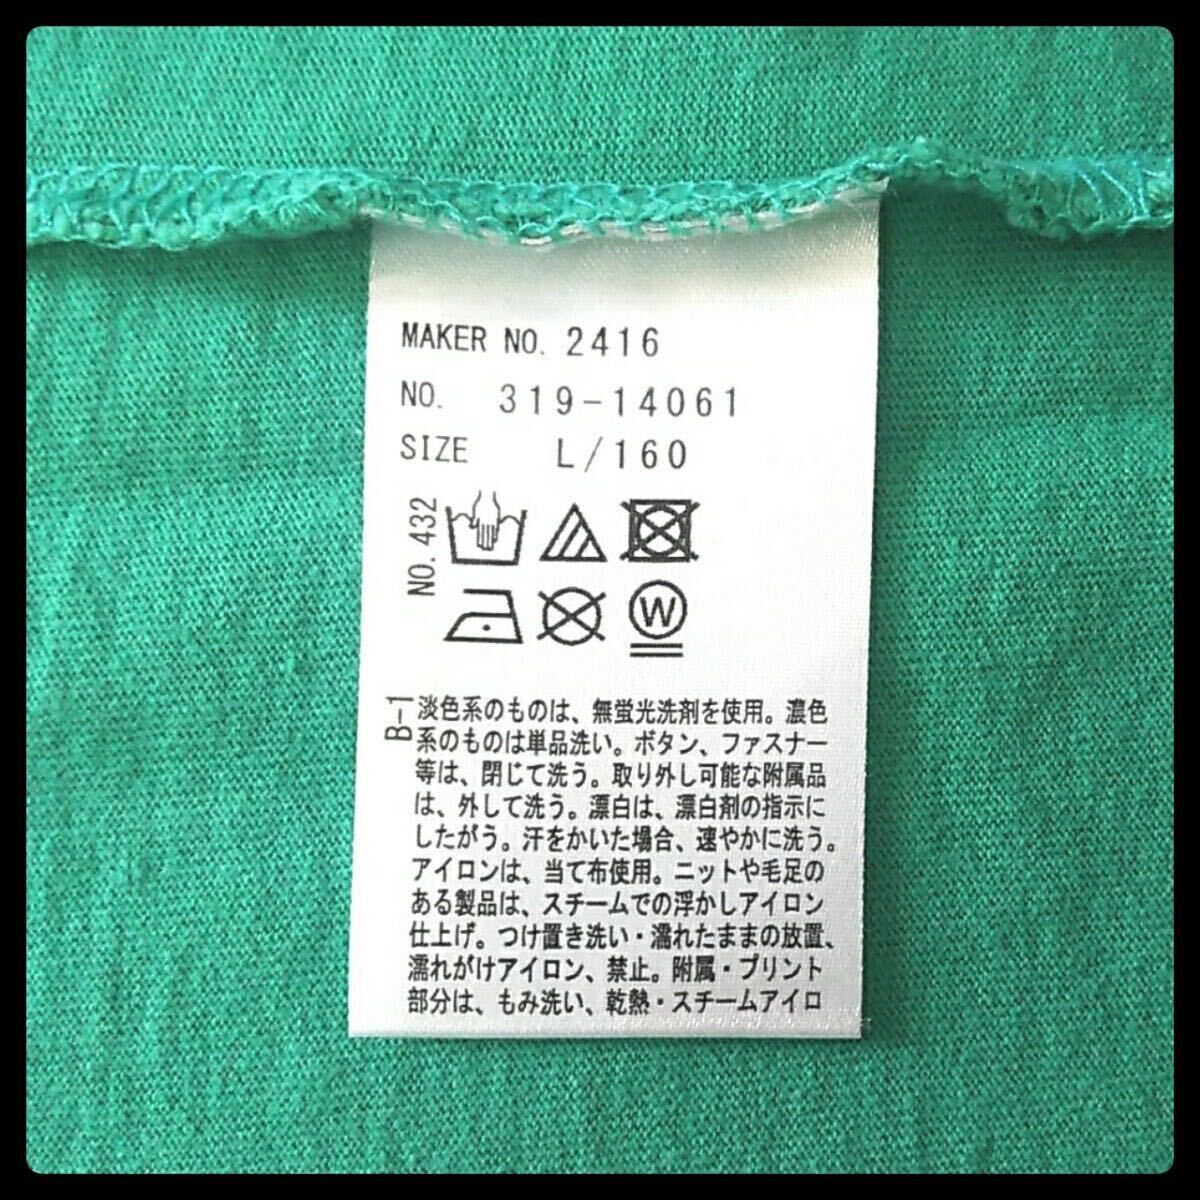 MAKER NO. 2416
NO. 319-14061
SIZE L/160
NO. 432
W
B-1
淡色系のものは、無蛍光洗剤を使用。濃色
系のものは単品洗い。ボタン、ファスナー
等は、閉じて洗う。取り外し可能な附属品
は、外して洗う。漂白は、漂白剤の指示に
したがう。汗をかいた場合、速やかに洗う。
アイロンは、当て布使用。ニットや毛足の
ある製品は、スチームでの浮かしアイロン
仕上げ。つけ置き洗い・濡れたままの放置、
濡れがけアイロン、禁止。附属・プリント
部分は、もみ洗い、乾熱・スチームアイロ